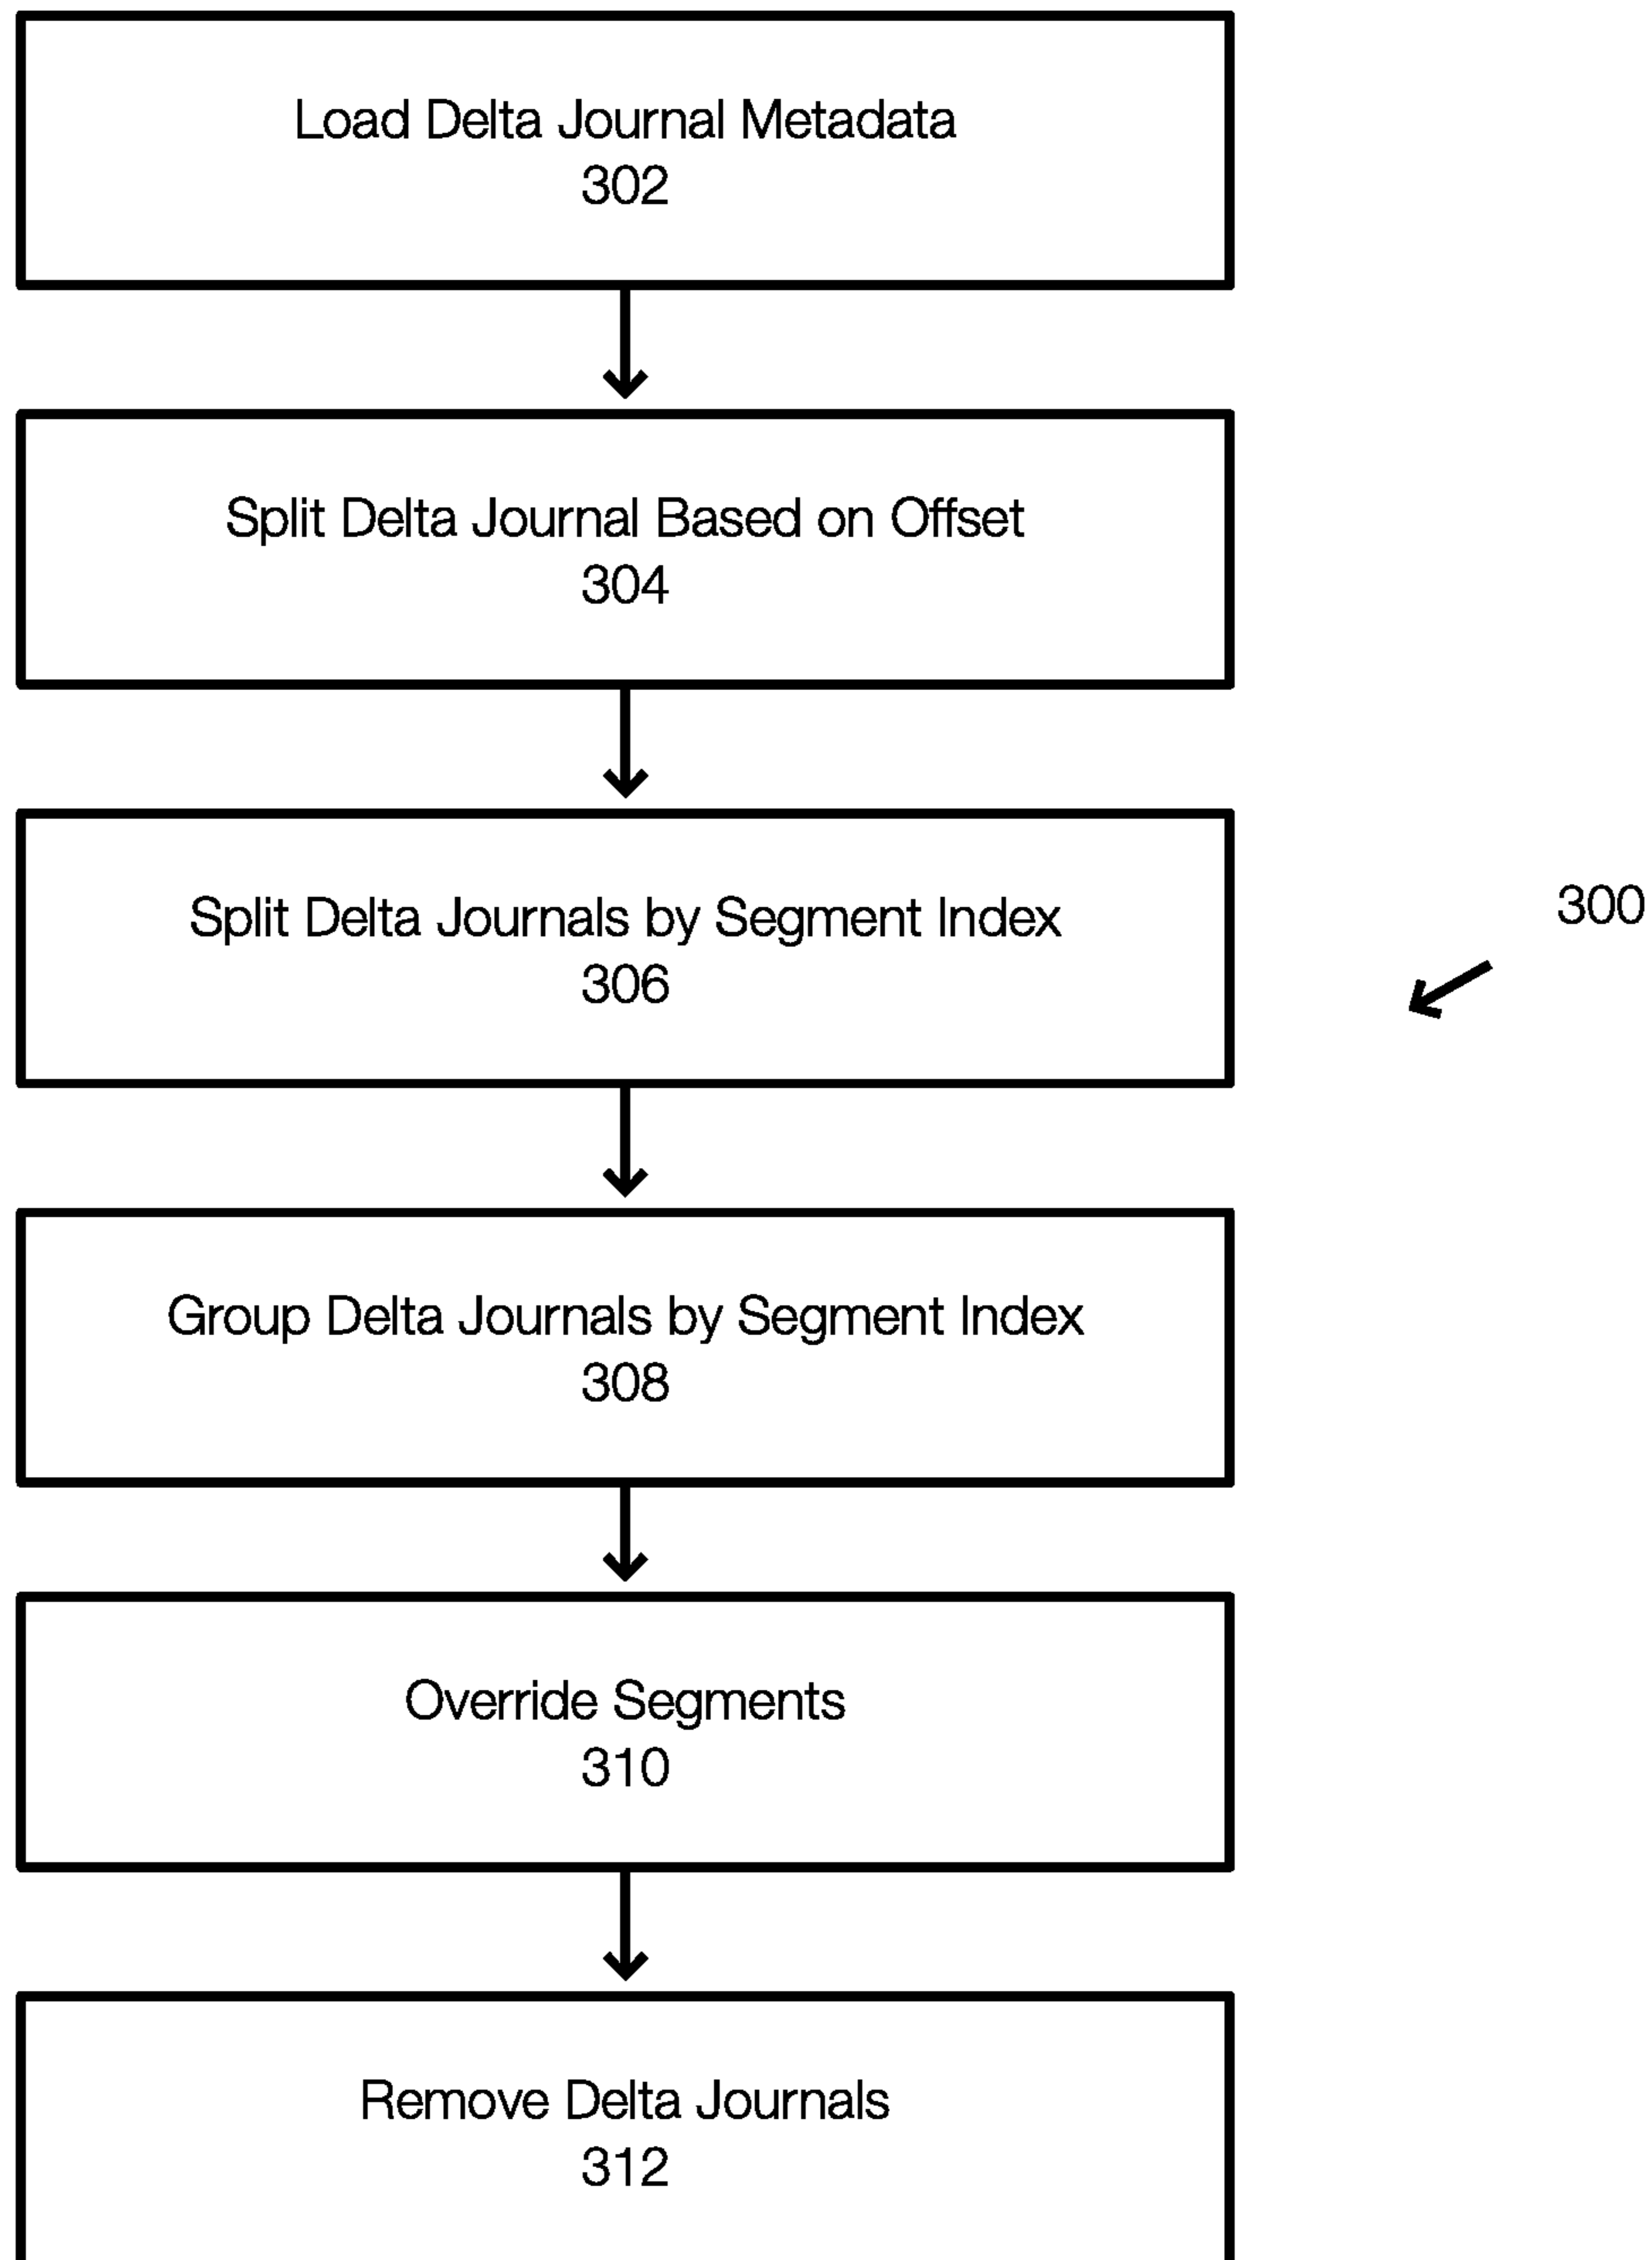 Load Delta Journal Metadata
302
Split Delta Journal Based on Offset
304
Split Delta Journals by Segment Index
306
300
Group Delta Journals by Segment Index
308
Override Segments
310
Remove Delta Journals
312